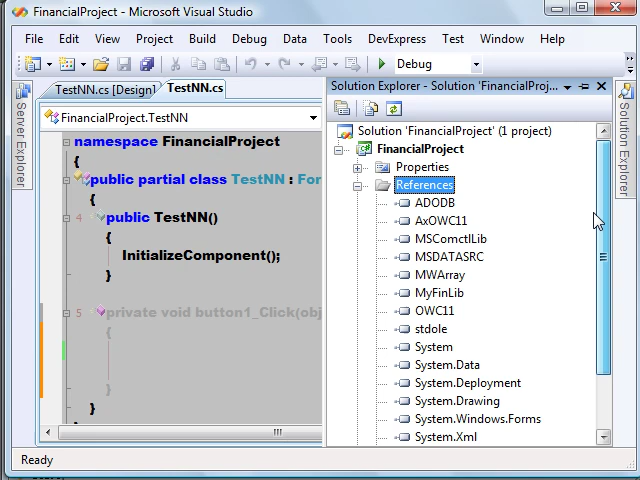 FinancialProject - Microsoft Visual Studio
File Edit View Project Build Debug Data Tools DevExpress Test Window Help
Debug
TestNN.cs [Design] TestNN.cs
FinancialProject.TestNN
namespace FinancialProject
{
public partial class TestNN : For
{
4 public TestNN()
{
InitializeComponent();
}
5 private void button1_Click(obj
{
}
}
Server Explorer
Solution Explorer - Solution 'FinancialProj...
Solution 'FinancialProject' (1 project)
FinancialProject
Properties
References
ADODB
AxOWC11
MSComctlLib
MSDATASRC
MWArray
MyFinLib
OWC11
stdole
System
System.Data
System.Deployment
System.Drawing
System.Windows.Forms
System.Xml
Solution Explorer
Ready